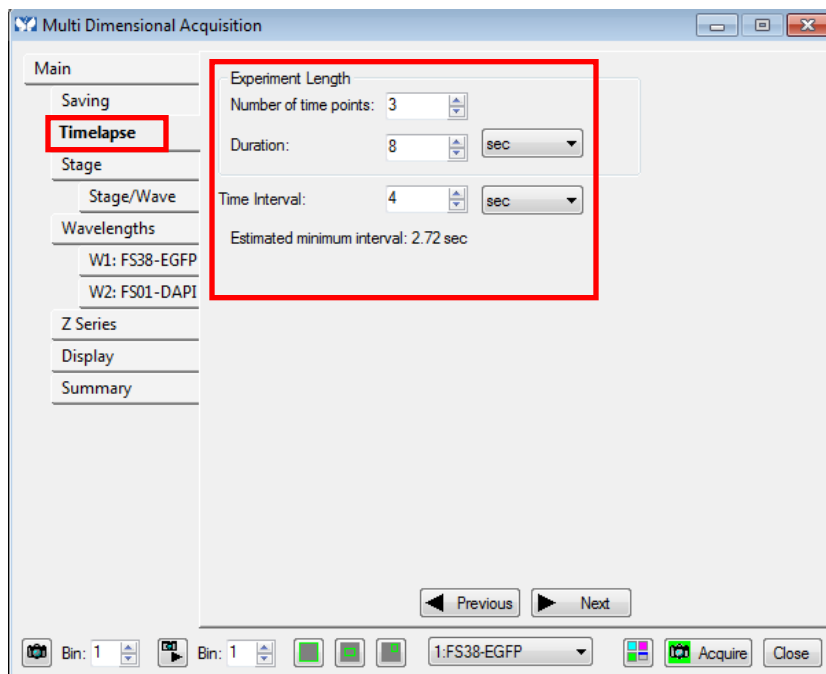 Multi Dimensional Acquisition
Main
Saving
Timelapse
Stage
Stage/Wave
Wavelengths
W1: FS38-EGFP
W2: FS01-DAPI
Z Series
Display
Summary
Experiment Length
Number of time points: 3
Duration: 8 sec
Time Interval: 4 sec
Estimated minimum interval: 2.72 sec
Previous Next
Bin: 1 Bin: 1 1:FS38-EGFP Acquire Close